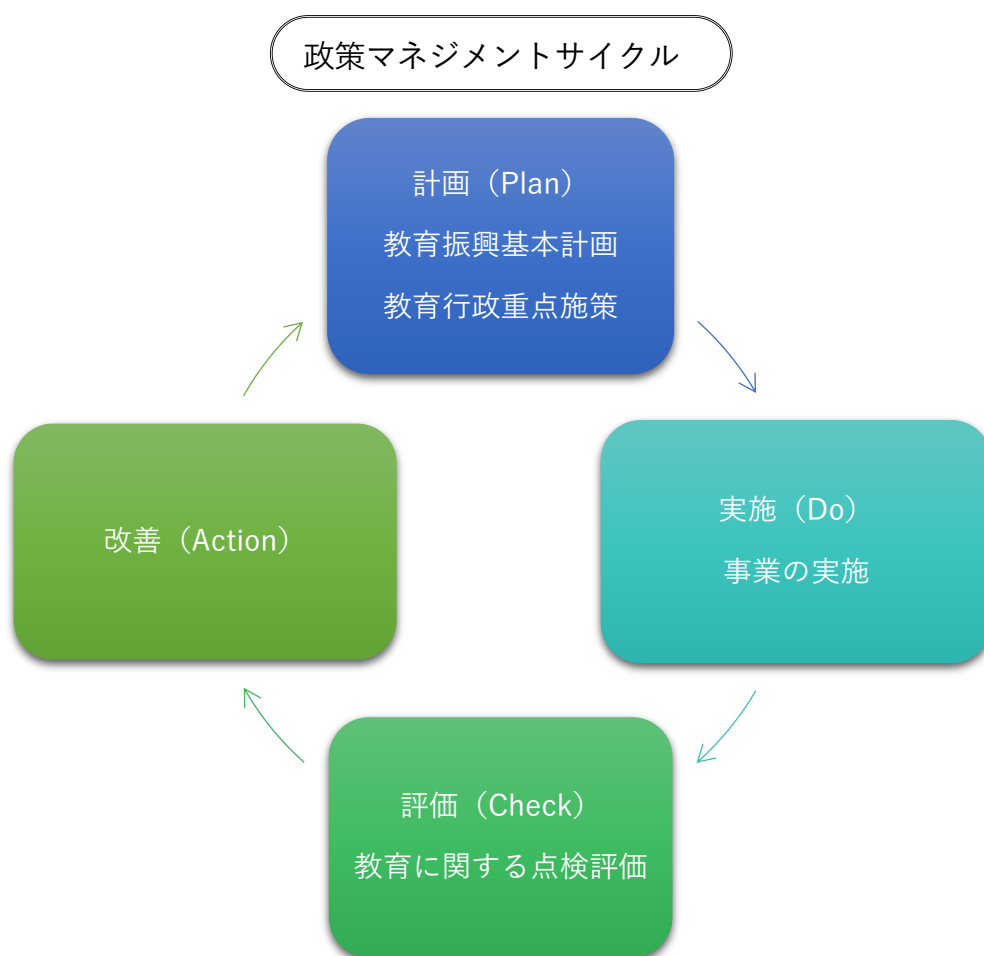 政策マネジメントサイクル
計画（Plan）
教育振興基本計画
教育行政重点施策
実施（Do）
事業の実施
評価（Check）
教育に関する点検評価
改善（Action）